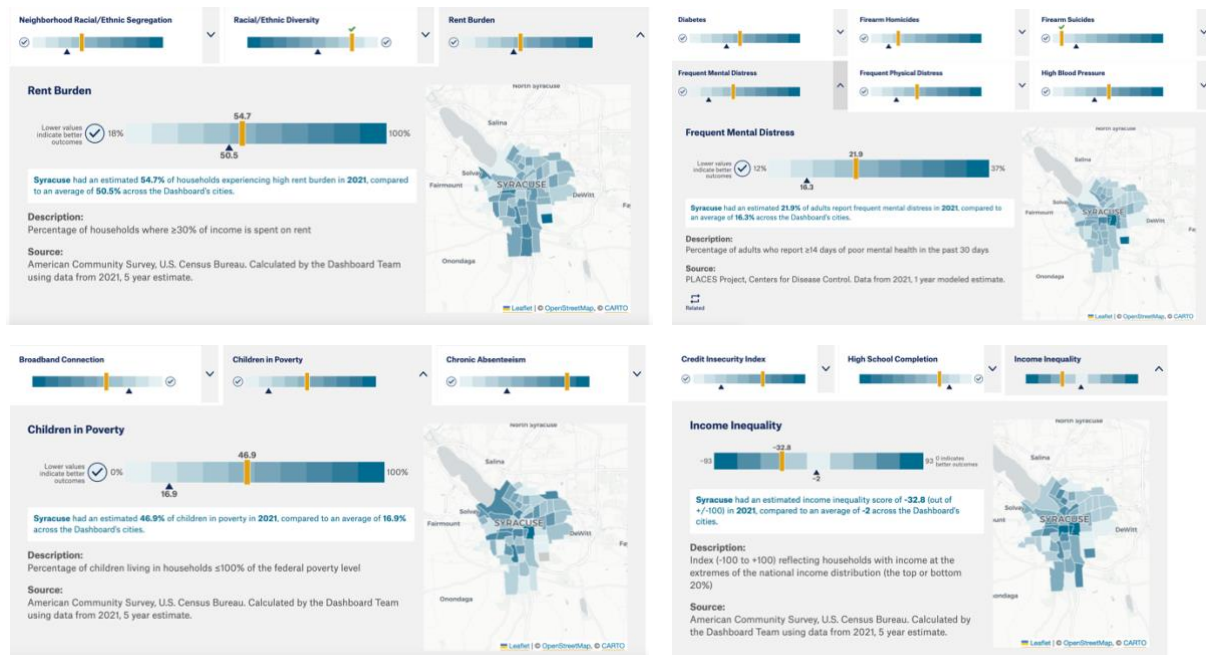 Neighborhood Racial/Ethnic Segregation
Racial/Ethnic Diversity
Rent Burden
Rent Burden
54.7
Lower values
indicate better
outcomes
18%
100%
50.5
Syracuse had an estimated 54.7% of households experiencing high rent burden in 2021, compared
to an average of 50.5% across the Dashboard's cities.
Description:
Percentage of households where ≥30% of income is spent on rent
Source:
American Community Survey, U.S. Census Bureau. Calculated by the Dashboard Team
using data from 2021, 5 year estimate.
North Syracuse
Salina
Solve
Fairmount
SYRACUSE
DeWitt
Fa
Onondaga
Leaflet | © OpenStreetMap, © CARTO
Diabetes
Firearm Homicides
Firearm Suicides
Frequent Mental Distress
Frequent Physical Distress
High Blood Pressure
Frequent Mental Distress
21.9
Lower values
indicate better
outcomes
12%
37%
16.3
Syracuse had an estimated 21.9% of adults report frequent mental distress in 2021, compared to
an average of 16.3% across the Dashboard's cities.
Description:
Percentage of adults who report ≥14 days of poor mental health in the past 30 days
Source:
PLACES Project, Centers for Disease Control. Data from 2021, 1 year modeled estimate.
Related
North Syracuse
Salina
Solve
Fairmount
SYRACUSE
DeWitt
Fa
Onondaga
Leaflet | © OpenStreetMap, © CARTO
Broadband Connection
Children in Poverty
Chronic Absenteeism
Children in Poverty
46.9
Lower values
indicate better
outcomes
0%
100%
16.9
Syracuse had an estimated 46.9% of children in poverty in 2021, compared to an average of 16.9%
across the Dashboard's cities.
Description:
Percentage of children living in households ≤100% of the federal poverty level
Source:
American Community Survey, U.S. Census Bureau. Calculated by the Dashboard Team
using data from 2021, 5 year estimate.
North Syracuse
Salina
Solve
Fairmount
SYRACUSE
DeWitt
Fa
Onondaga
Leaflet | © OpenStreetMap, © CARTO
Credit Insecurity Index
High School Completion
Income Inequality
Income Inequality
-32.8
-93
93
0 indicates
better outcomes
-2
Syracuse had an estimated income inequality score of -32.8 (out of
+/-100) in 2021, compared to an average of -2 across the Dashboard's
cities.
Description:
Index (-100 to +100) reflecting households with income at the
extremes of the national income distribution (the top or bottom
20%)
Source:
American Community Survey, U.S. Census Bureau. Calculated by
the Dashboard Team using data from 2021, 5 year estimate.
North Syracuse
Salina
Solve
unt
SYRACUSE
DeWitt
ondaga
Leaflet | © OpenStreetMap, © CARTO